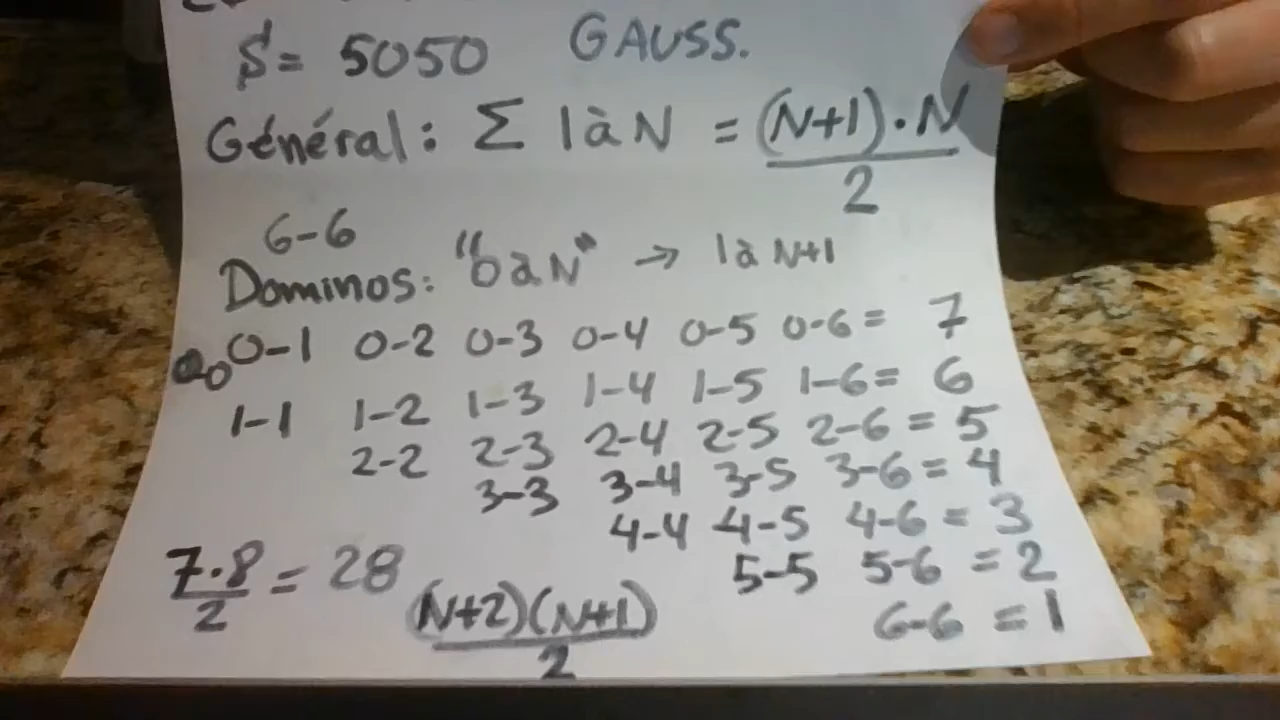 S = 5050 GAUSS.
Général: Σ 1 à N = (N+1)·N / 2
6-6
Dominos: "0 à N" → 1 à N+1
0-0 0-1 0-2 0-3 0-4 0-5 0-6 = 7
1-1 1-2 1-3 1-4 1-5 1-6 = 6
2-2 2-3 2-4 2-5 2-6 = 5
3-3 3-4 3-5 3-6 = 4
4-4 4-5 4-6 = 3
5-5 5-6 = 2
6-6 = 1
7·8 / 2 = 28 (N+2)(N+1) / 2